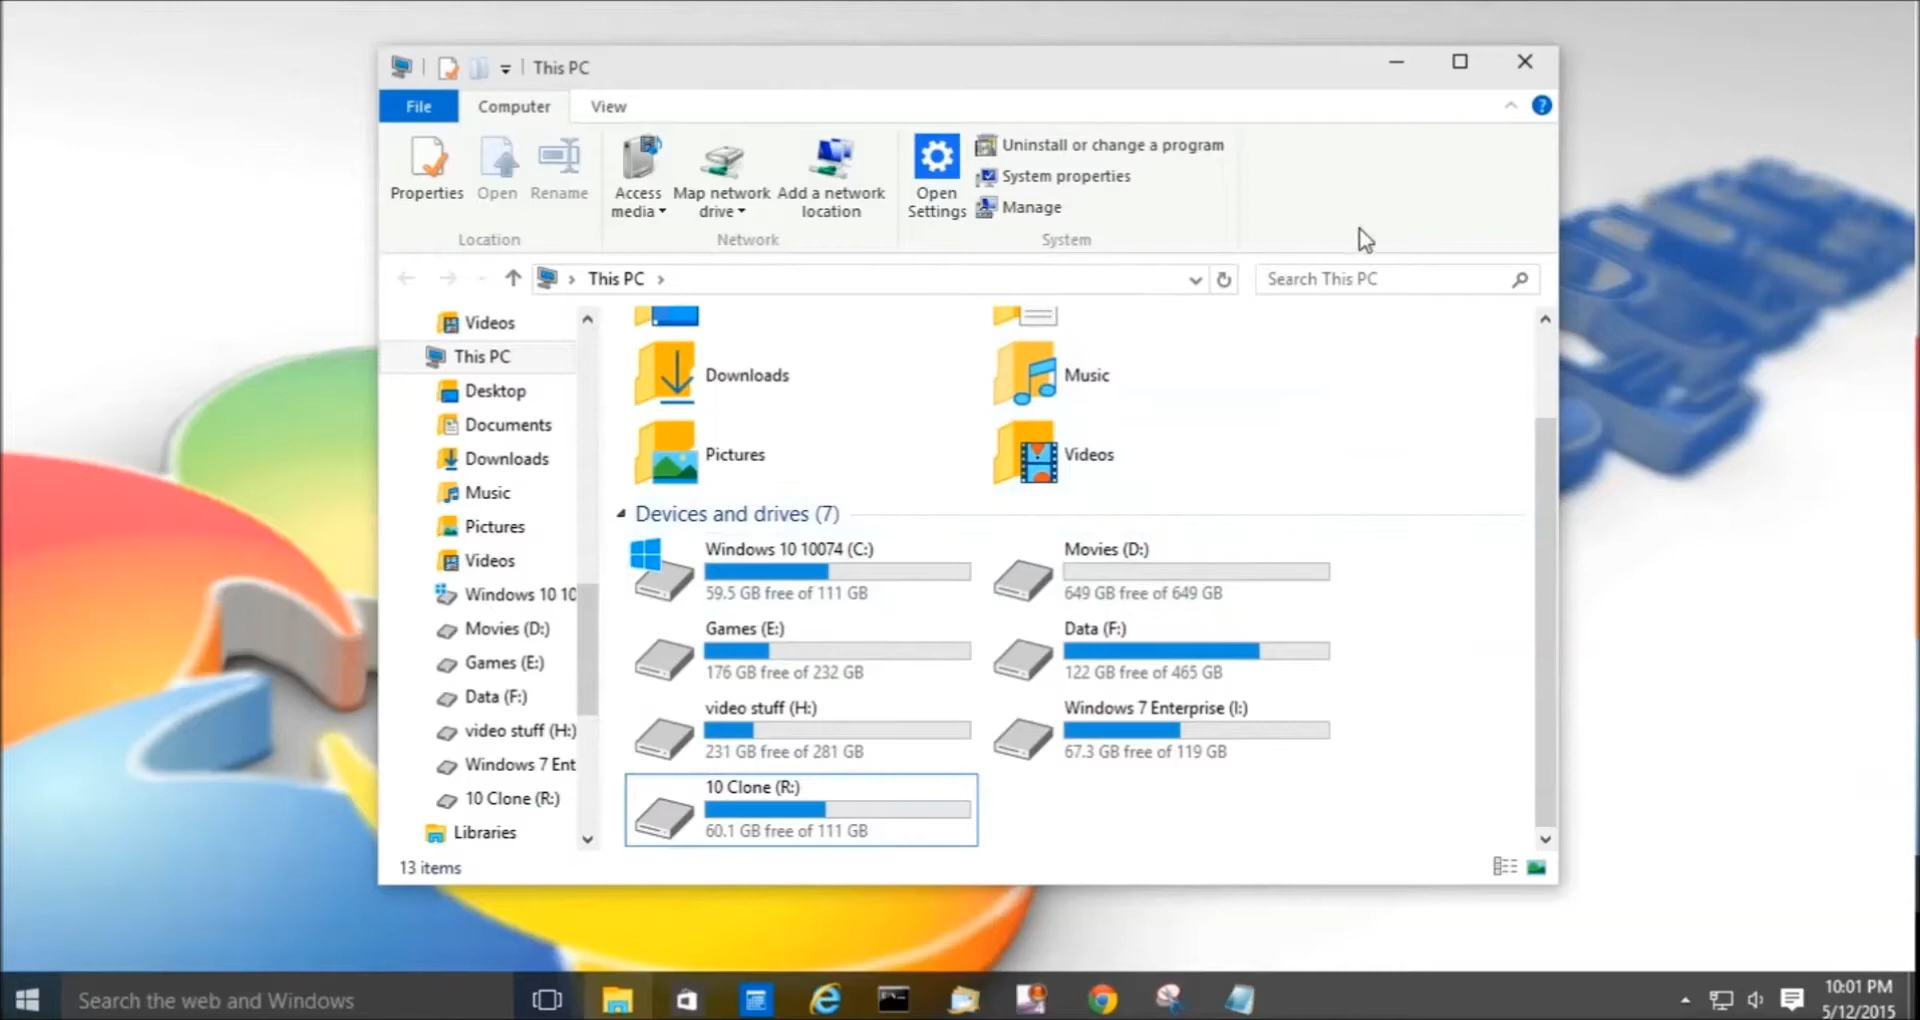 This PC
File
Computer
View
Properties
Open
Rename
Access
media
Map network
drive
Add a network
location
Open
Settings
Uninstall or change a program
System properties
Manage
Location
Network
System
This PC
Search This PC
Videos
This PC
Desktop
Documents
Downloads
Music
Pictures
Videos
Windows 10 10
Movies (D:)
Games (E:)
Data (F:)
video stuff (H:)
Windows 7 Ent
10 Clone (R:)
Libraries
Downloads
Music
Pictures
Videos
Devices and drives (7)
Windows 10 10074 (C:)
59.5 GB free of 111 GB
Movies (D:)
649 GB free of 649 GB
Games (E:)
176 GB free of 232 GB
Data (F:)
122 GB free of 465 GB
video stuff (H:)
231 GB free of 281 GB
Windows 7 Enterprise (I:)
67.3 GB free of 119 GB
10 Clone (R:)
60.1 GB free of 111 GB
13 items
Search the web and Windows
10:01 PM
5/12/2015